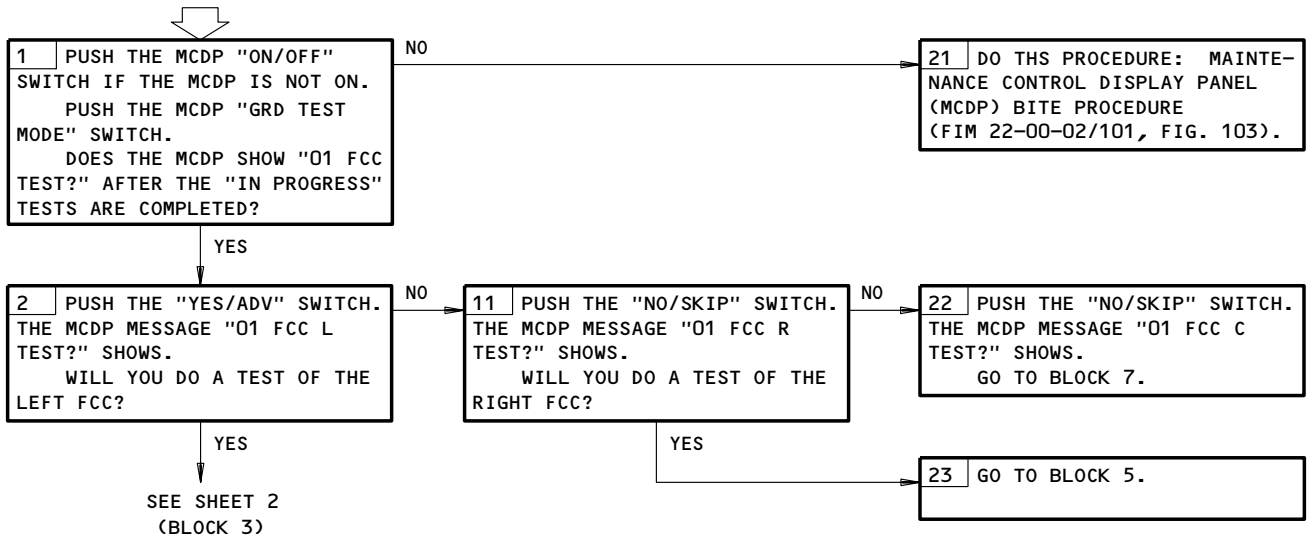 1 PUSH THE MCDP "ON/OFF"
SWITCH IF THE MCDP IS NOT ON.
PUSH THE MCDP "GRD TEST
MODE" SWITCH.
DOES THE MCDP SHOW "01 FCC
TEST?" AFTER THE "IN PROGRESS"
TESTS ARE COMPLETED?
NO
21 DO THS PROCEDURE: MAINTE-
NANCE CONTROL DISPLAY PANEL
(MCDP) BITE PROCEDURE
(FIM 22-00-02/101, FIG. 103).
YES
2 PUSH THE "YES/ADV" SWITCH.
THE MCDP MESSAGE "01 FCC L
TEST?" SHOWS.
WILL YOU DO A TEST OF THE
LEFT FCC?
NO
11 PUSH THE "NO/SKIP" SWITCH.
THE MCDP MESSAGE "01 FCC R
TEST?" SHOWS.
WILL YOU DO A TEST OF THE
RIGHT FCC?
NO
22 PUSH THE "NO/SKIP" SWITCH.
THE MCDP MESSAGE "01 FCC C
TEST?" SHOWS.
GO TO BLOCK 7.
YES
SEE SHEET 2
(BLOCK 3)
YES
23 GO TO BLOCK 5.